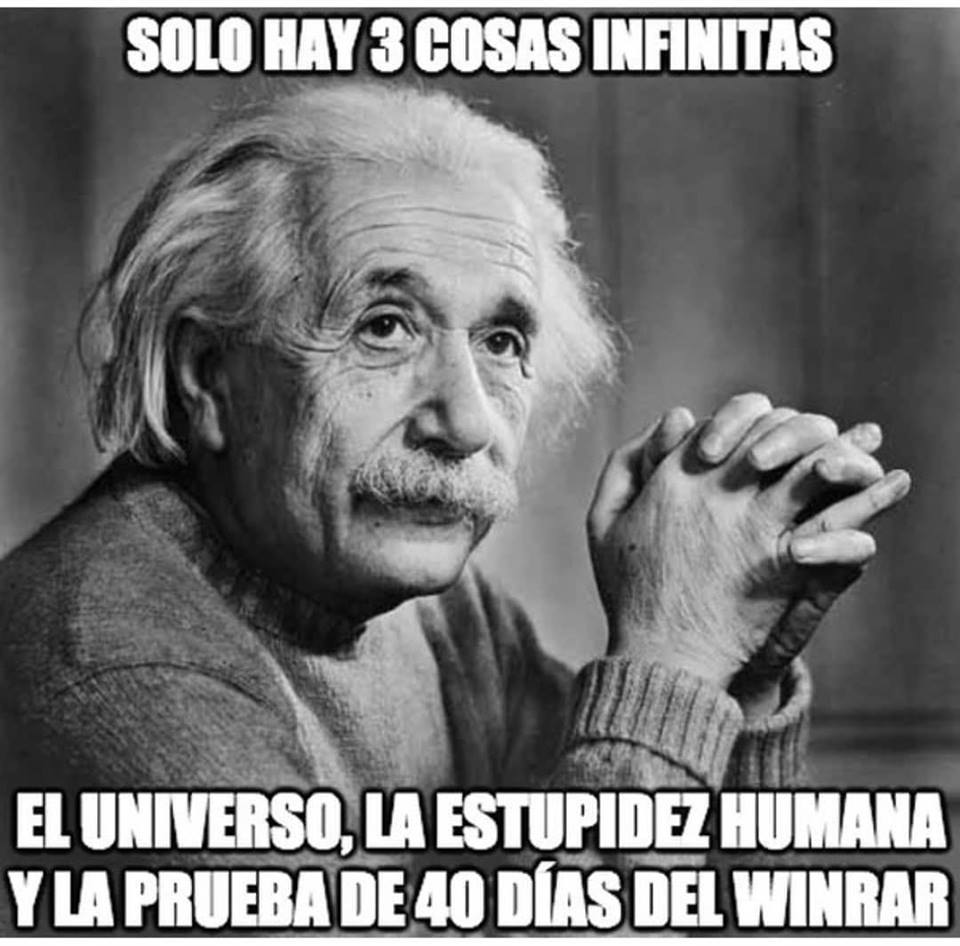 SOLO HAY 3 COSAS INFINITAS
EL UNIVERSO, LA ESTUPIDEZ HUMANA
Y LA PRUEBA DE 40 DÍAS DEL WINRAR